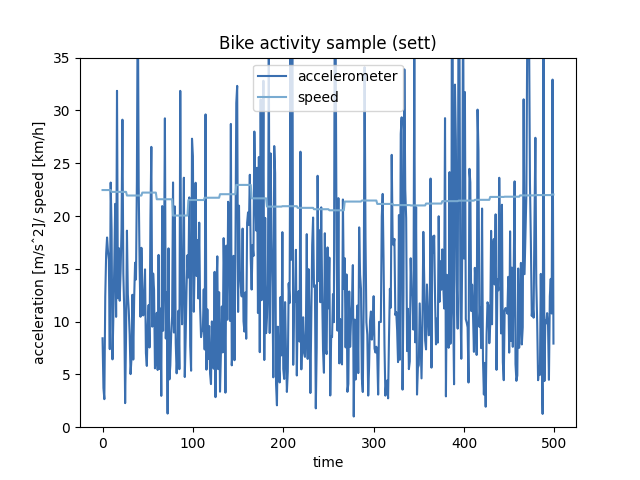 Bike activity sample (sett)
accelerometer
speed
acceleration [m/s^2]/ speed [km/h]
35
30
25
20
15
10
5
0
0 100 200 300 400 500
time